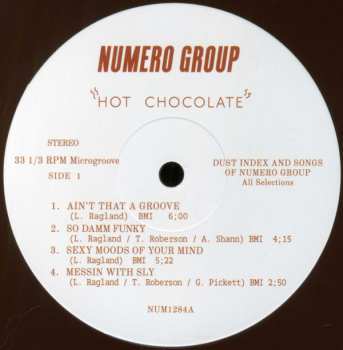 NUMERO GROUP
"HOT CHOCOLATE"
STEREO
33 1/3 RPM Microgroove
SIDE 1
DUST INDEX AND SONGS
OF NUMERO GROUP
All Selections
1. AIN'T THAT A GROOVE
(L. Ragland) BMI 6;00
2. SO DAMM FUNKY
(L. Ragland / T. Roberson / A. Shann) BMI 4;15
3. SEXY MOODS OF YOUR MIND
(L. Ragland) BMI 5;22
4. MESSIN WITH SLY
(L. Ragland / T. Roberson / G. Pickett) BMI 2;50
NUM1284A